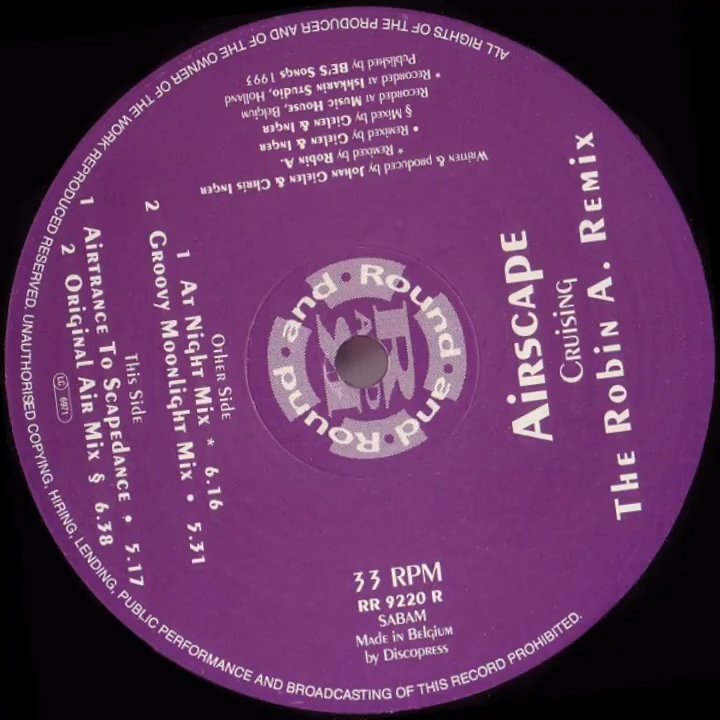 Airscape
Cruising
The Robin A. Remix
Other Side
1 At Night Mix * 6.16
2 Groovy Moonlight Mix • 5.31
This Side
1 Airtrance To Scapedance • 5.17
2 Original Air Mix § 6.38
LC 6971
Written & produced by Johan Gielen & Chris Inger
* Remixed by Robin A.
• Remixed by Gielen & Inger
§ Mixed by Gielen & Inger
Recorded at Music House, Belgium
* Recorded at Ishkarin Studio, Holland
Published by BE'S Songs 1993
33 RPM
RR 9220 R
SABAM
Made in Belgium
by Discopress
Round and Round and
ALL RIGHTS OF THE PRODUCER AND OF THE OWNER OF THE WORK REPRODUCED RESERVED. UNAUTHORISED COPYING, HIRING, LENDING, PUBLIC PERFORMANCE AND BROADCASTING OF THIS RECORD PROHIBITED.